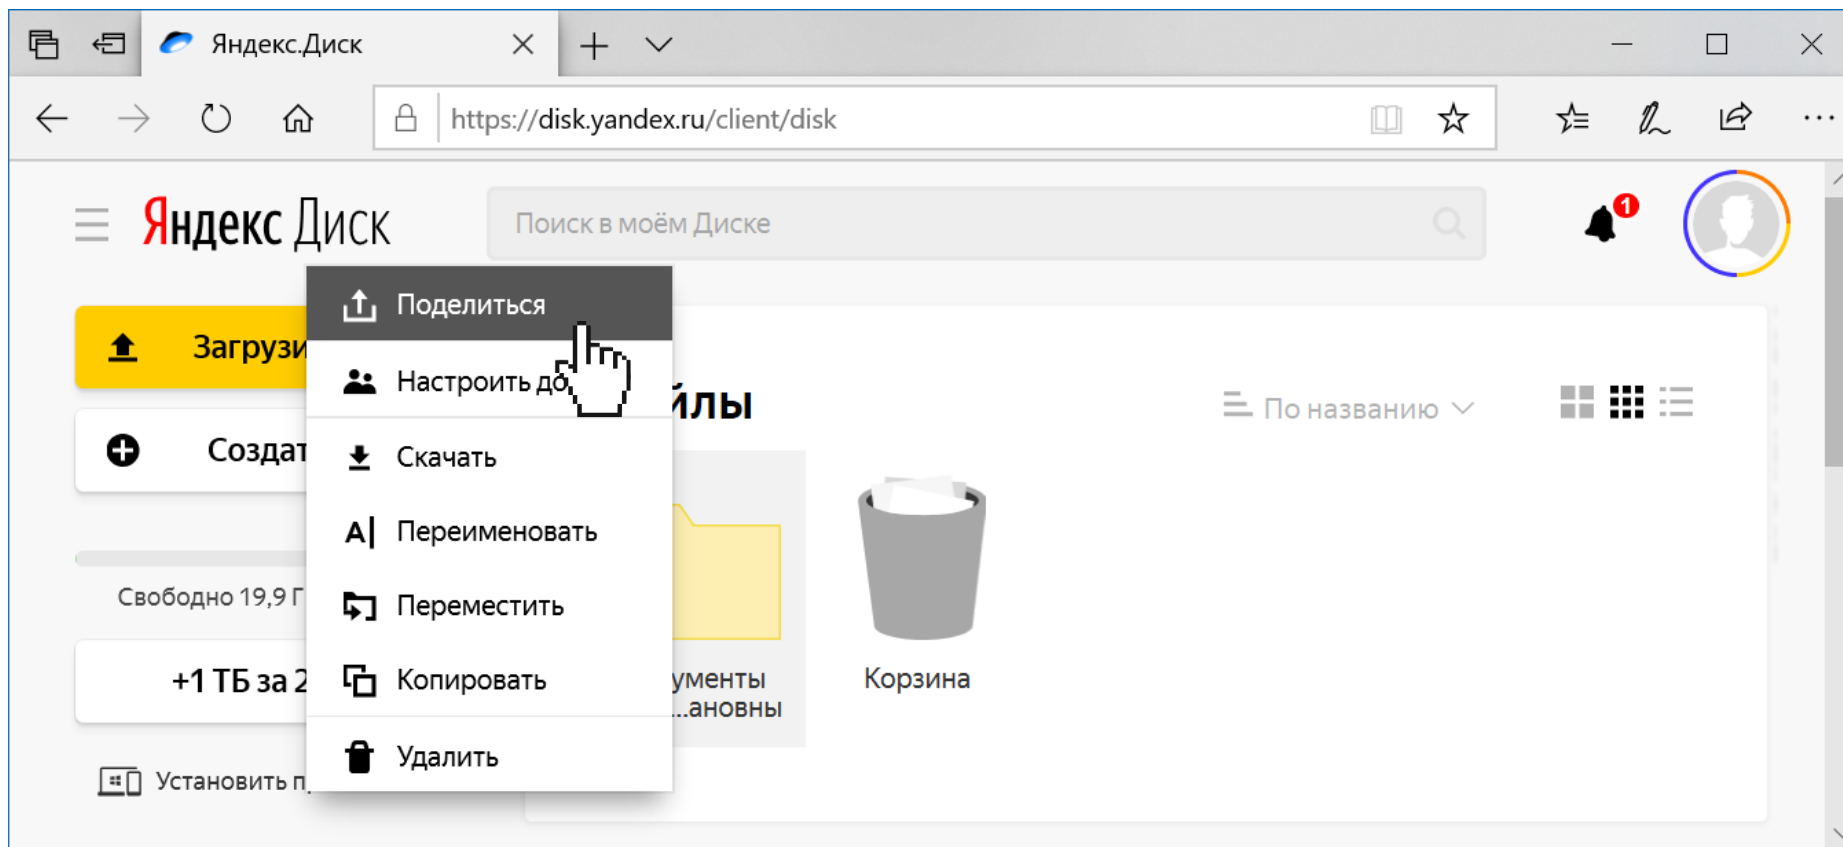 Яндекс.Диск
https://disk.yandex.ru/client/disk
Яндекс Диск
Поиск в моём Диске
1
Поделиться
Настроить до
Скачать
Переименовать
Переместить
Копировать
Удалить
Загрузи
Создат
Свободно 19,9 Г
+1 ТБ за 2
Установить п
йлы
По названию
ументы
...ановны
Корзина